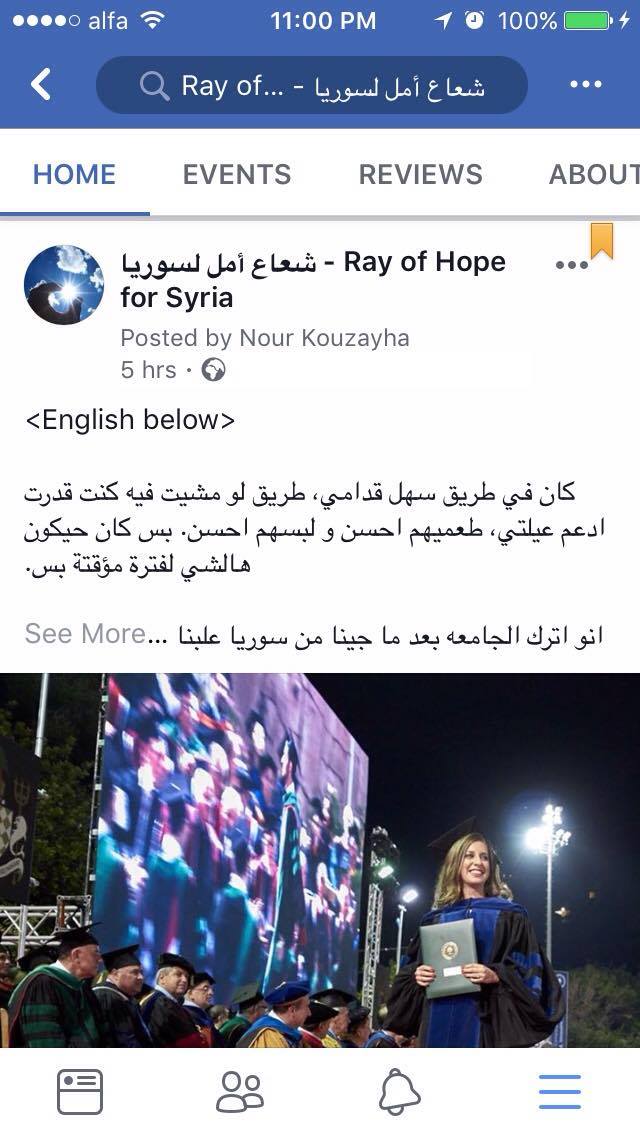 alfa 11:00 PM 100%
Ray of... - شعاع أمل لسوريا
HOME EVENTS REVIEWS ABOUT
شعاع أمل لسوريا - Ray of Hope
for Syria
Posted by Nour Kouzayha
5 hrs ·
<English below>
كان في طريق سهل قدامي، طريق لو مشيت فيه كنت قدرت
ادعم عيلتي، طعميهم احسن و لبسهم احسن. بس كان حيكون
هالشي لفترة مؤقتة بس.
انو اترك الجامعه بعد ما جينا من سوريا علبنا ... See More